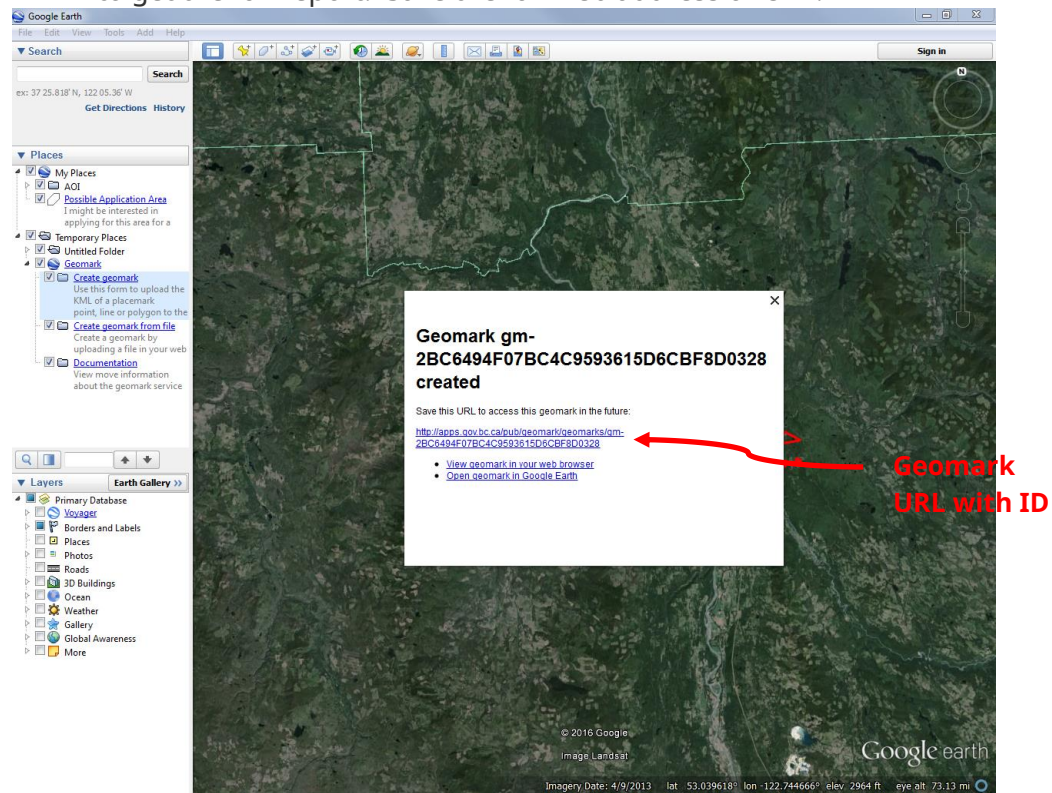 Google Earth
File Edit View Tools Add Help
Search
Search
ex: 37 25.818' N, 122 05.36' W
Get Directions History
Sign in
N
Places
My Places
AOI
Possible Application Area
I might be interested in
applying for this area for a
Temporary Places
Untitled Folder
Geomark
Create geomark
Use this form to upload the
KML of a placemark
point, line or polygon to the
Create geomark from file
Create a geomark by
uploading a file in your web
Documentation
View move information
about the geomark service
Layers
Earth Gallery >>
Primary Database
Voyager
Borders and Labels
Places
Photos
Roads
3D Buildings
Ocean
Weather
Gallery
Global Awareness
More
Geomark gm-
2BC6494F07BC4C9593615D6CBF8D0328
created
Save this URL to access this geomark in the future:
http://apps.gov.bc.ca/pub/geomark/geomarks/gm-
2BC6494F07BC4C9593615D6CBF8D0328
View geomark in your web browser
Open geomark in Google Earth
Geomark
URL with ID
© 2016 Google
Image Landsat
Google earth
Imagery Date: 4/9/2013 lat 53.039618° lon -122.744666° elev 2964 ft eye alt 73.13 mi